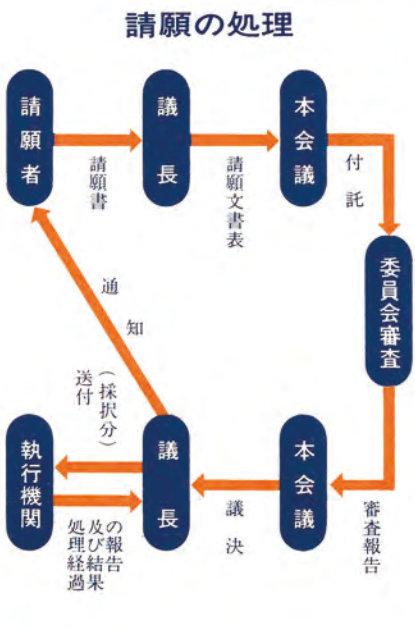 請願の処理
請願者
請願書
議長
請願文書表
本会議
付託
委員会審査
審査報告
本会議
議決
議長
通知
（採択分）
送付
執行機関
の報告
及び結果
処理経過